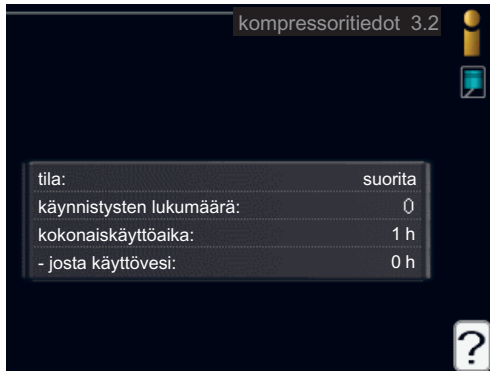 kompressoritiedot 3.2
tila: suorita
käynnistysten lukumäärä: 0
kokonaiskäyttöaika: 1 h
- josta käyttövesi: 0 h
?